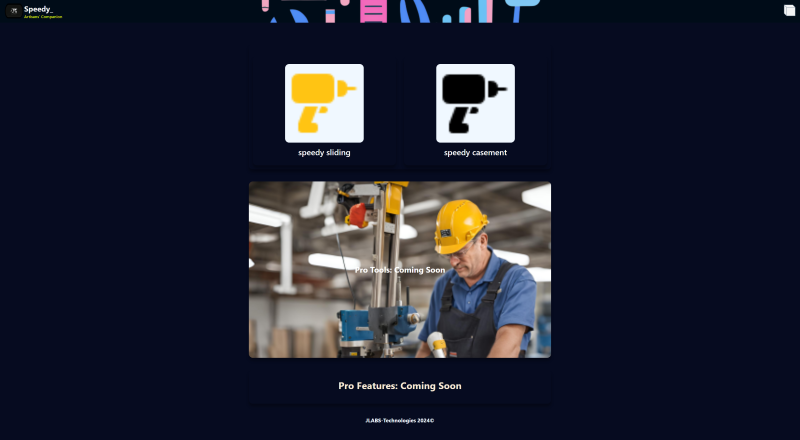 Speedy_
Artisans' Companion
speedy sliding
speedy casement
Pro Tools: Coming Soon
Pro Features: Coming Soon
JLABS-Technologies 2024©